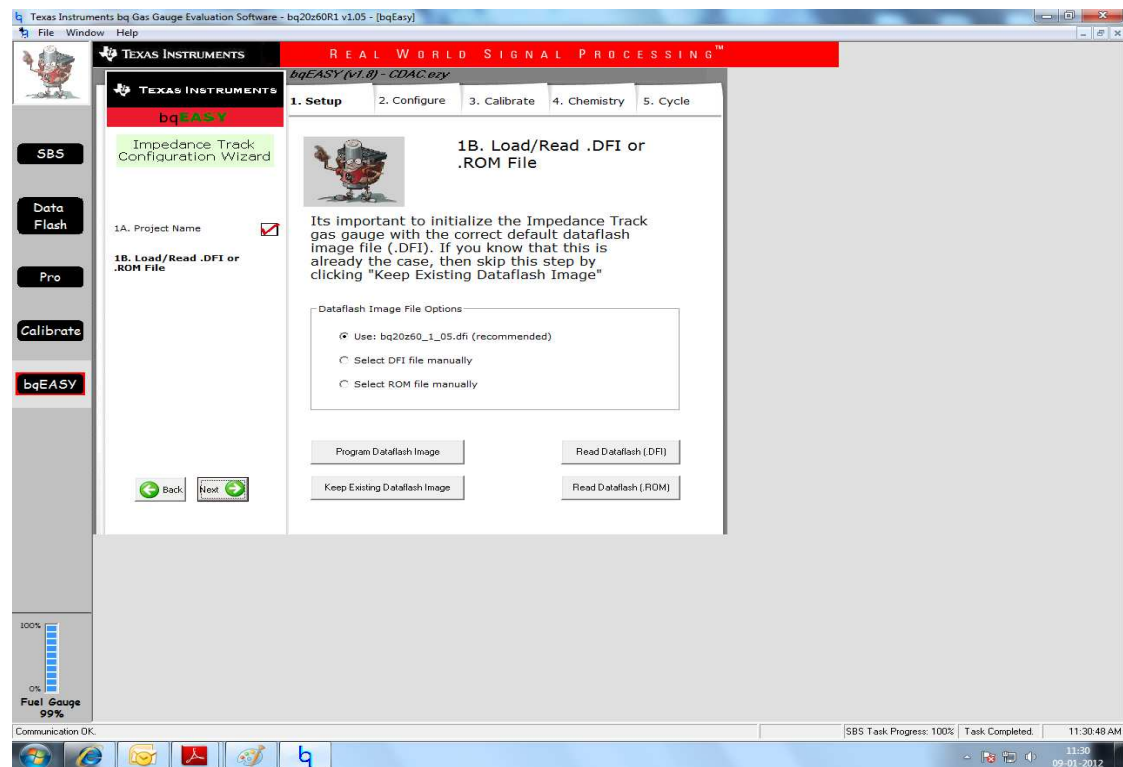 Texas Instruments bq Gas Gauge Evaluation Software - bq20z60R1 v1.05 - [bqEasy]
File Window Help
TEXAS INSTRUMENTS
REAL WORLD SIGNAL PROCESSING™
bqEASY (v1.8) - CDAC.ezy
TEXAS INSTRUMENTS
bqEASY
1. Setup
2. Configure
3. Calibrate
4. Chemistry
5. Cycle
Impedance Track
Configuration Wizard
SBS
Data
Flash
Pro
Calibrate
bqEASY
1A. Project Name
1B. Load/Read .DFI or
.ROM File
1B. Load/Read .DFI or
.ROM File
Its important to initialize the Impedance Track
gas gauge with the correct default dataflash
image file (.DFI). If you know that this is
already the case, then skip this step by
clicking "Keep Existing Dataflash Image"
Dataflash Image File Options
Use: bq20z60_1_05.dfi (recommended)
Select DFI file manually
Select ROM file manually
Program Dataflash Image
Read Dataflash (.DFI)
Keep Existing Dataflash Image
Read Dataflash (.ROM)
Back
Next
100%
0%
Fuel Gauge
99%
Communication OK.
SBS Task Progress: 100%
Task Completed.
11:30:48 AM
11:30
09-01-2012